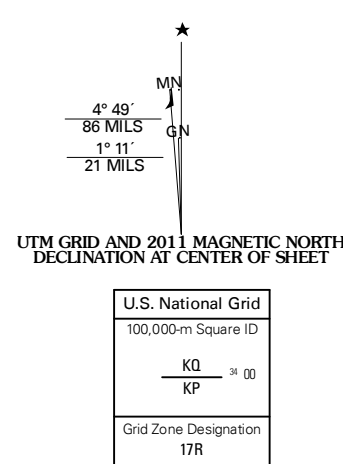 ★
MN
4° 49´
86 MILS
GN
1° 11´
21 MILS
UTM GRID AND 2011 MAGNETIC NORTH
DECLINATION AT CENTER OF SHEET
U.S. National Grid
100,000-m Square ID
KQ
34 00
KP
Grid Zone Designation
17R